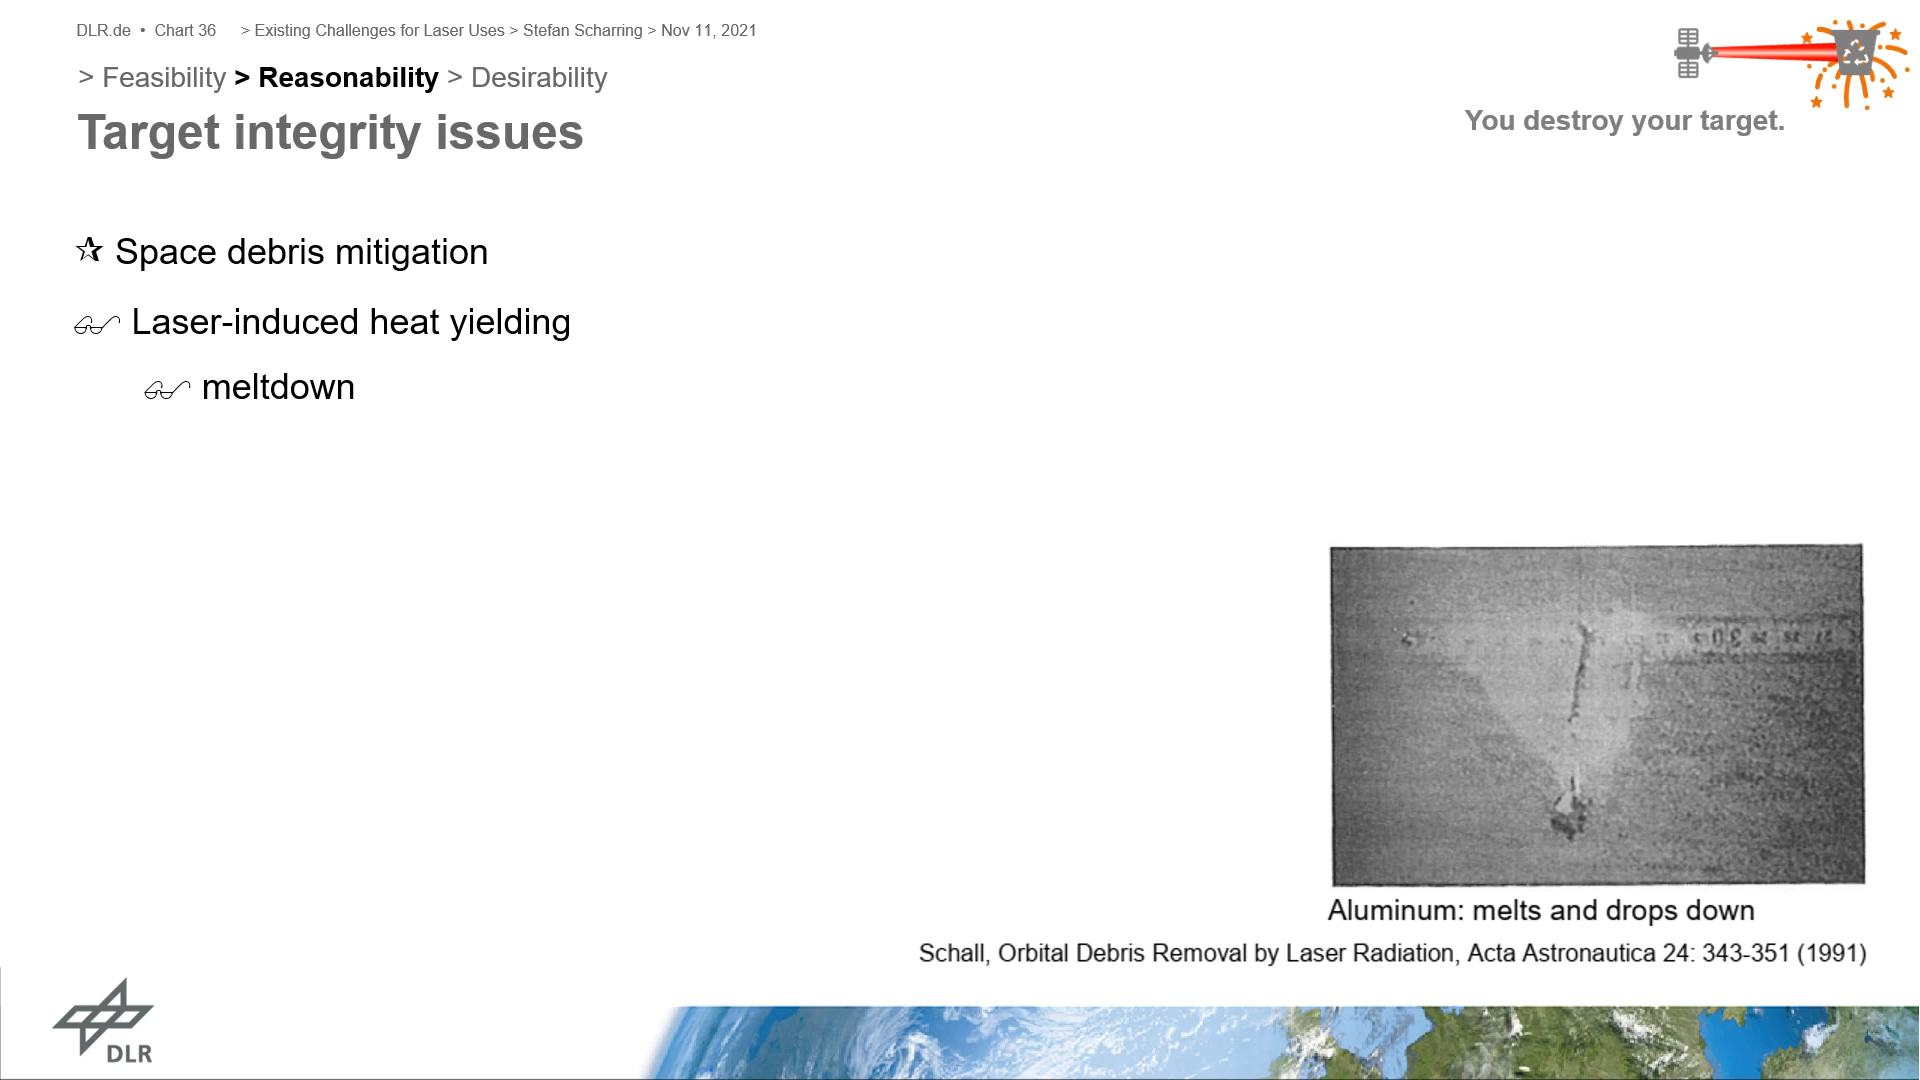 DLR.de • Chart 36 > Existing Challenges for Laser Uses > Stefan Scharring > Nov 11, 2021
> Feasibility > Reasonability > Desirability
Target integrity issues
You destroy your target.
Space debris mitigation
Laser-induced heat yielding
meltdown
Aluminum: melts and drops down
Schall, Orbital Debris Removal by Laser Radiation, Acta Astronautica 24: 343-351 (1991)
DLR